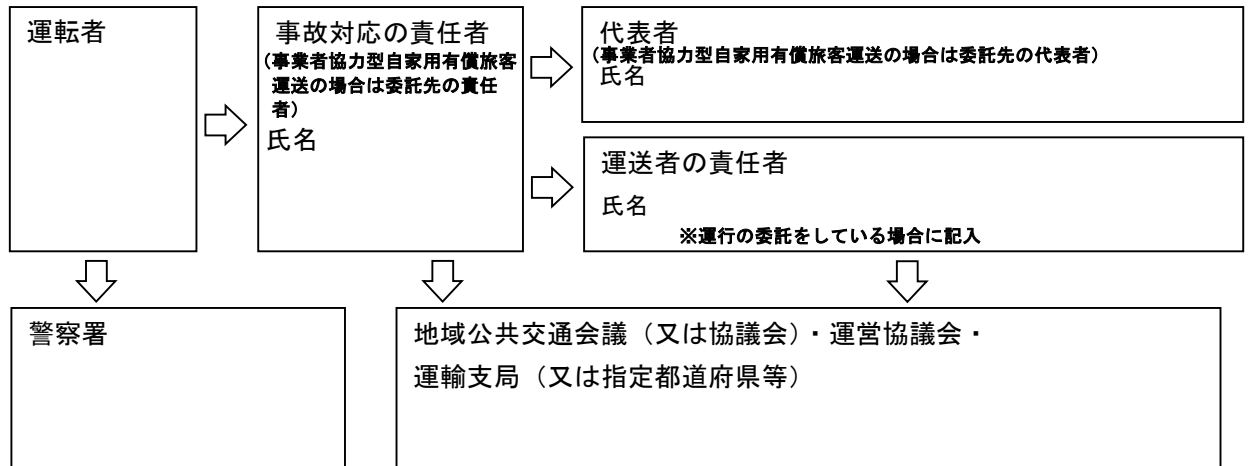 運転者
事故対応の責任者
（事業者協力型自家用有償旅客
運送の場合は委託先の責任
者）
氏名
代表者
（事業者協力型自家用有償旅客運送の場合は委託先の代表者）
氏名
運送者の責任者
氏名
※運行の委託をしている場合に記入
警察署
地域公共交通会議（又は協議会）・運営協議会・
運輸支局（又は指定都道府県等）